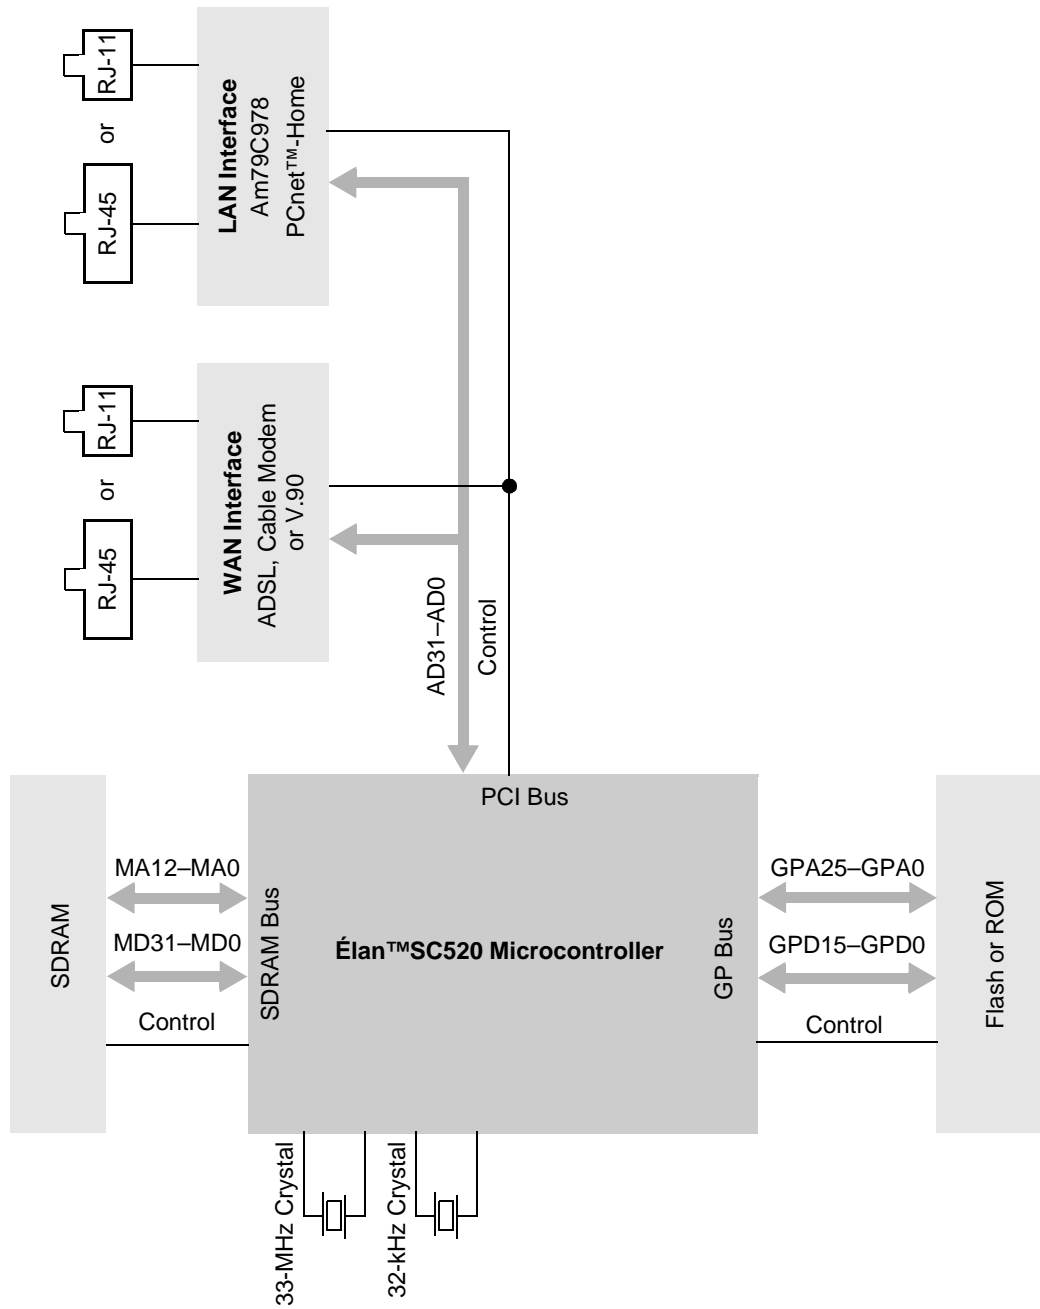 RJ-11
or
RJ-45
LAN Interface
Am79C978
PCnet™-Home
RJ-11
or
RJ-45
WAN Interface
ADSL, Cable Modem
or V.90
AD31–AD0
Control
PCI Bus
SDRAM
MA12–MA0
MD31–MD0
Control
SDRAM Bus
Élan™SC520 Microcontroller
GP Bus
GPA25–GPA0
GPD15–GPD0
Control
Flash or ROM
33-MHz Crystal
32-kHz Crystal